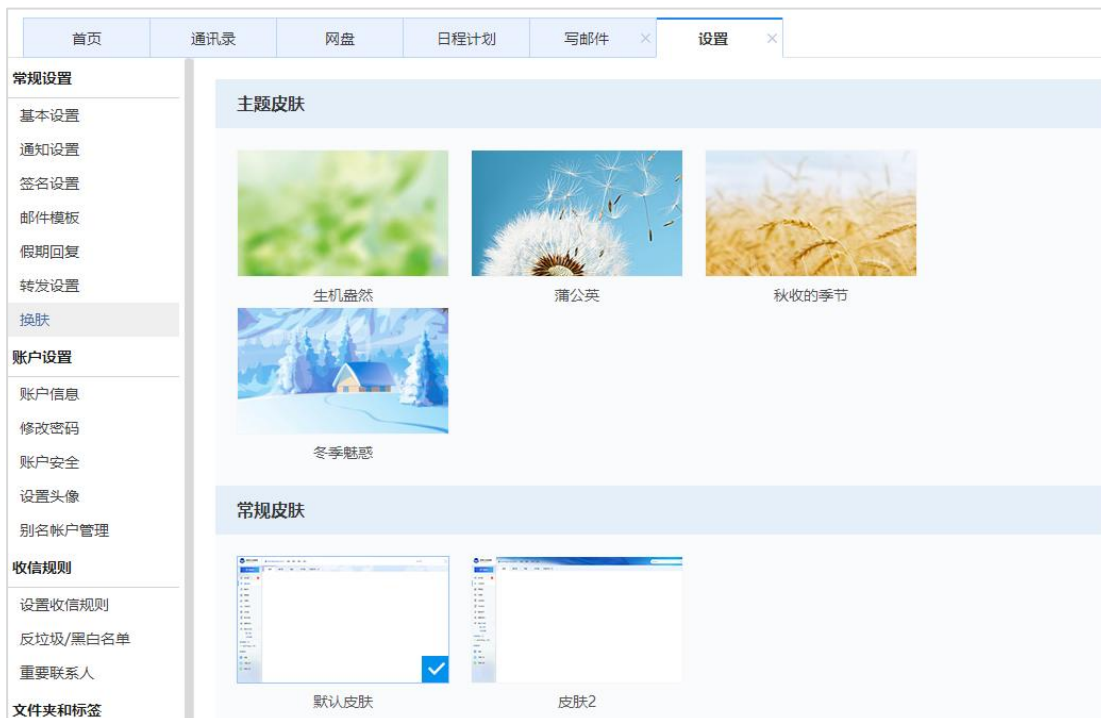 首页 通讯录 网盘 日程计划 写邮件 × 设置 ×
常规设置
基本设置
通知设置
签名设置
邮件模板
假期回复
转发设置
换肤
账户设置
账户信息
修改密码
账户安全
设置头像
别名帐户管理
收信规则
设置收信规则
反垃圾/黑白名单
重要联系人
文件夹和标签
主题皮肤
生机盎然 蒲公英 秋收的季节
冬季魅惑
常规皮肤
默认皮肤 皮肤2